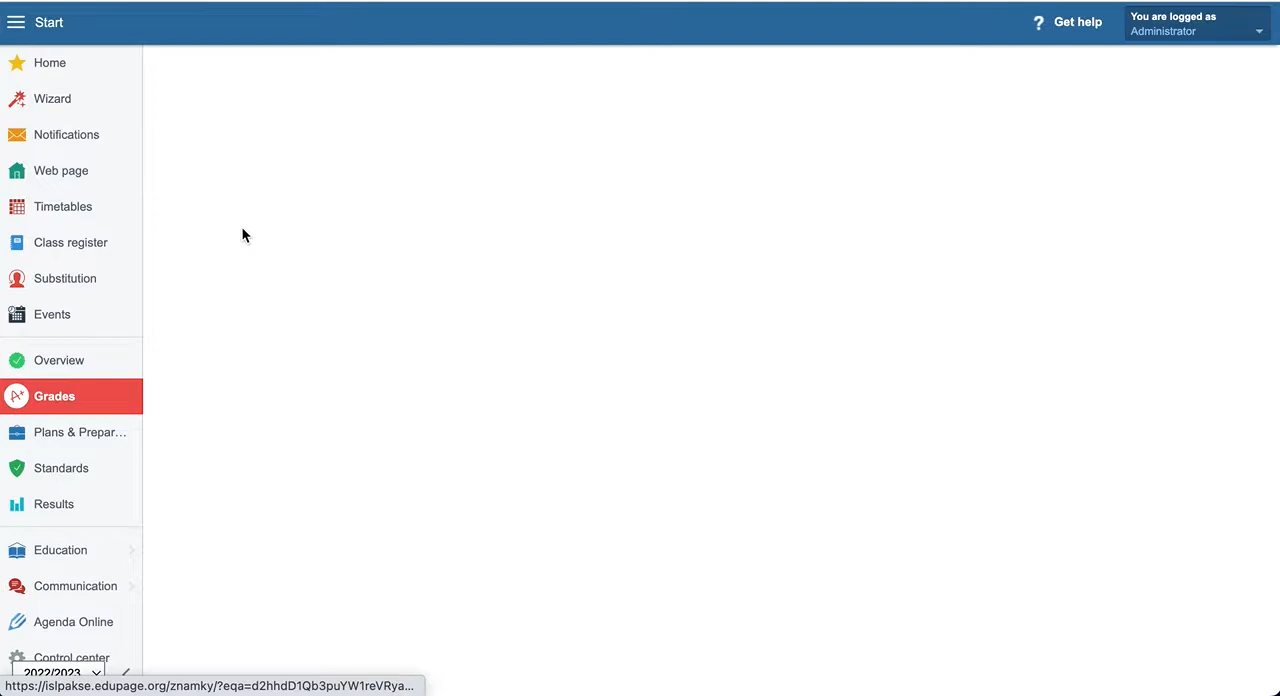 Start
Get help
You are logged as
Administrator
Home
Wizard
Notifications
Web page
Timetables
Class register
Substitution
Events
Overview
Grades
Plans & Prepar...
Standards
Results
Education
Communication
Agenda Online
Control center
2022/2023
https://islpakse.edupage.org/znamky/?eqa=d2hhdD1Qb3puYW1reVRya...